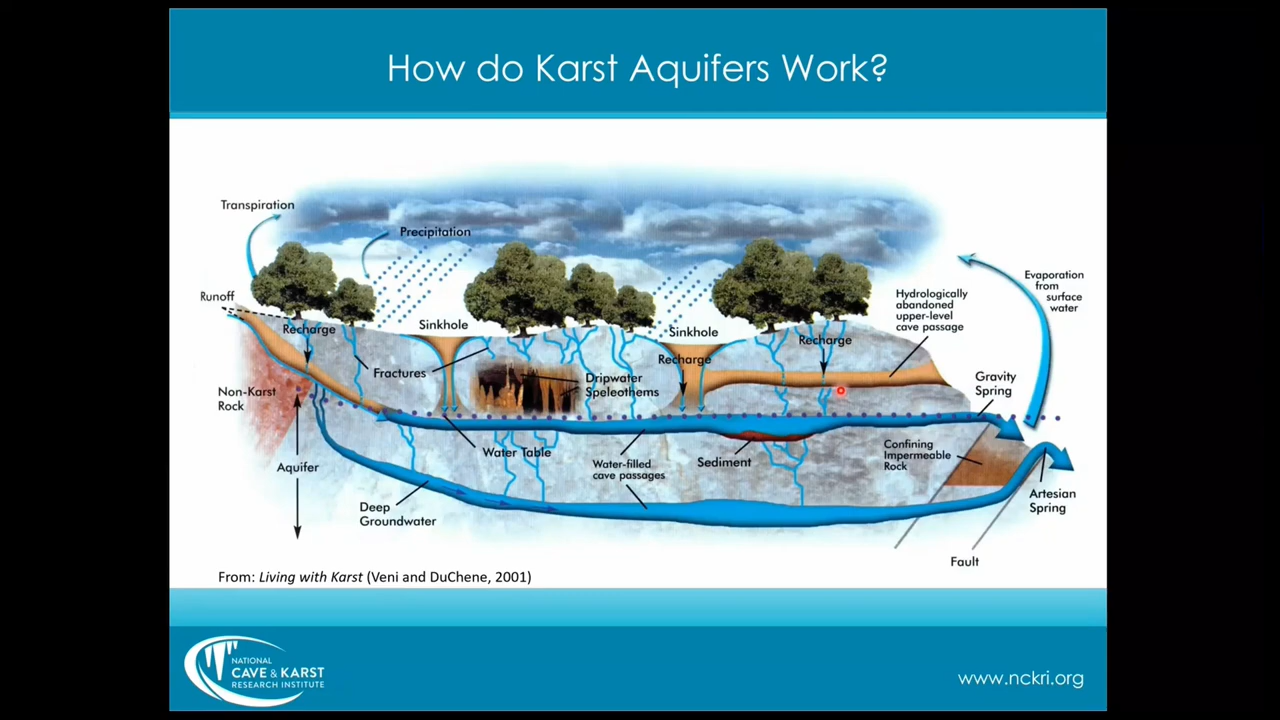 How do Karst Aquifers Work?
Transpiration
Precipitation
Runoff
Recharge
Sinkhole
Sinkhole
Recharge
Recharge
Hydrologically
abandoned
upper-level
cave passage
Evaporation
from
surface
water
Fractures
Dripwater
Speleothems
Gravity
Spring
Non-Karst
Rock
Water Table
Water-filled
cave passages
Sediment
Confining
Impermeable
Rock
Aquifer
Deep
Groundwater
Artesian
Spring
Fault
From: Living with Karst (Veni and DuChene, 2001)
NATIONAL
CAVE & KARST
RESEARCH INSTITUTE
www.nckri.org